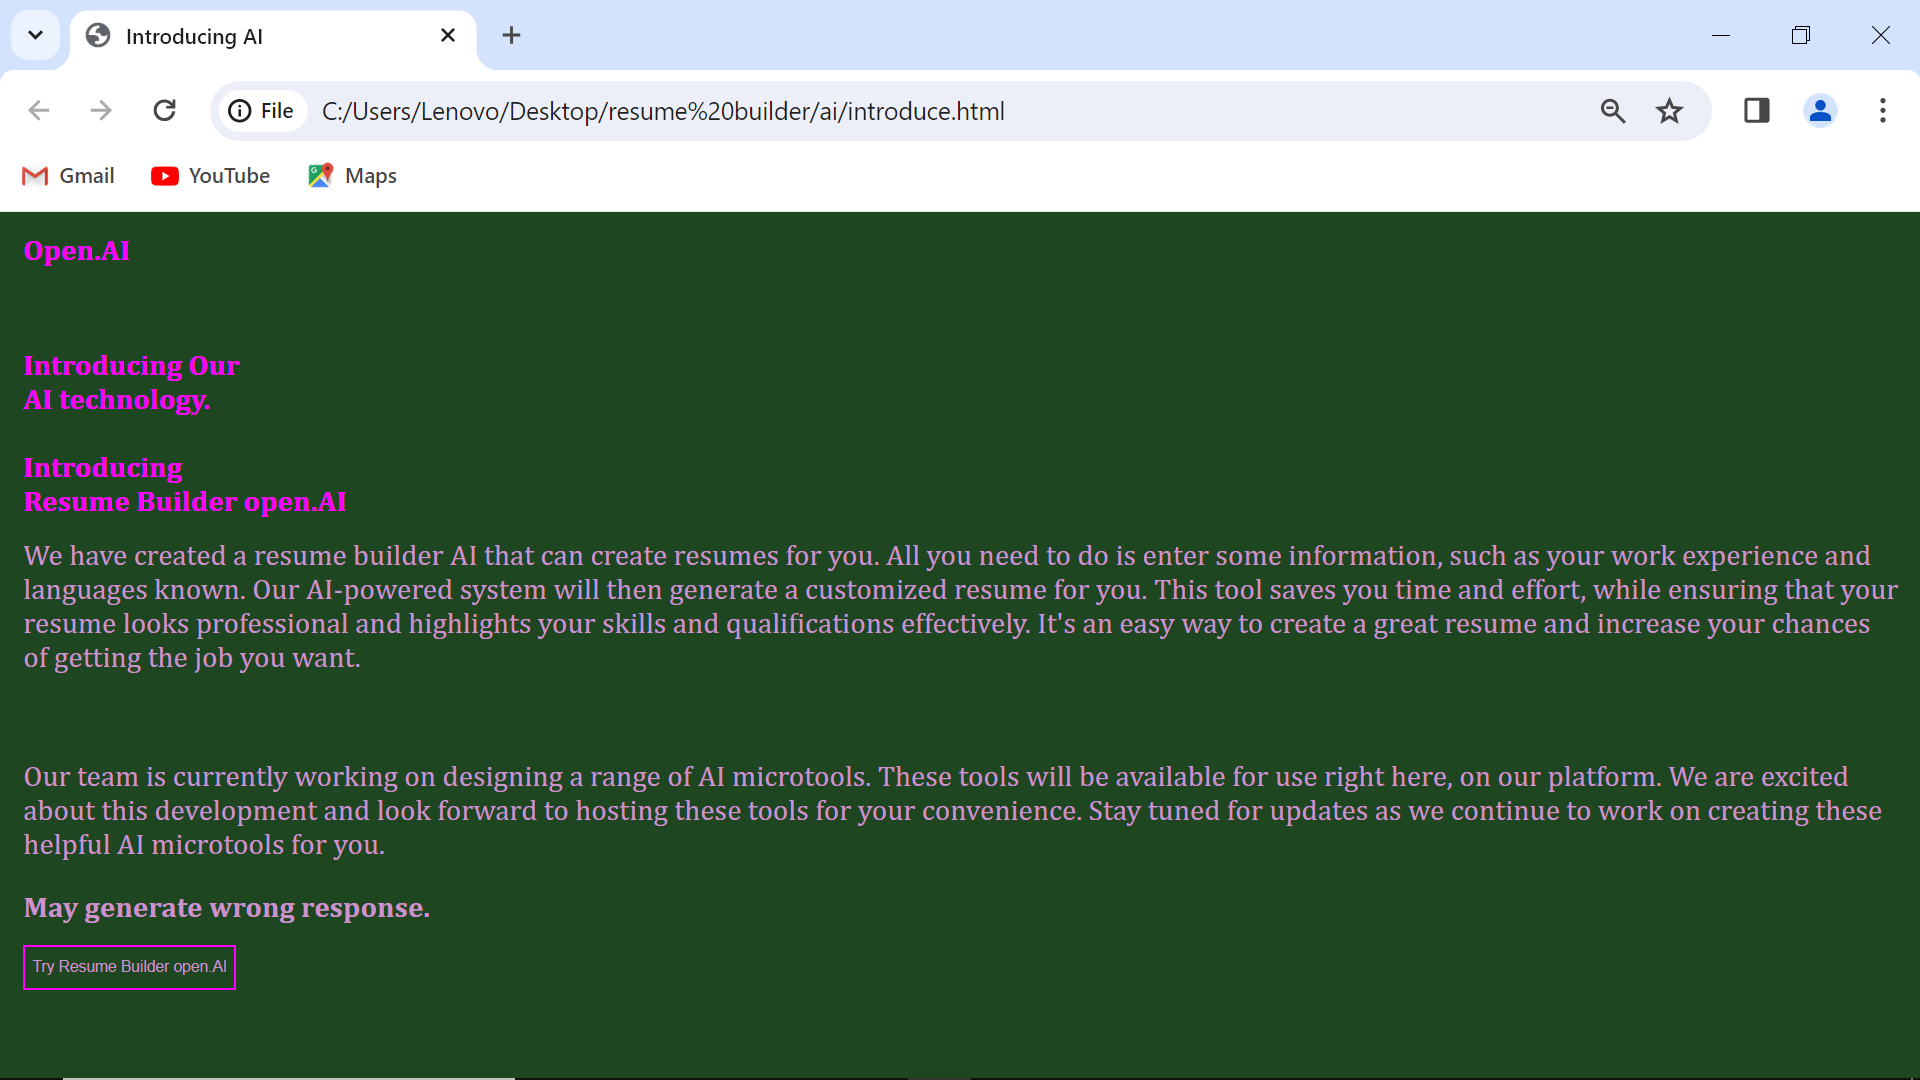 Introducing AI
File
C:/Users/Lenovo/Desktop/resume%20builder/ai/introduce.html
Gmail
YouTube
Maps
Open.AI
Introducing Our
AI technology.
Introducing
Resume Builder open.AI
We have created a resume builder AI that can create resumes for you. All you need to do is enter some information, such as your work experience and
languages known. Our AI-powered system will then generate a customized resume for you. This tool saves you time and effort, while ensuring that your
resume looks professional and highlights your skills and qualifications effectively. It's an easy way to create a great resume and increase your chances
of getting the job you want.
Our team is currently working on designing a range of AI microtools. These tools will be available for use right here, on our platform. We are excited
about this development and look forward to hosting these tools for your convenience. Stay tuned for updates as we continue to work on creating these
helpful AI microtools for you.
May generate wrong response.
Try Resume Builder open.AI